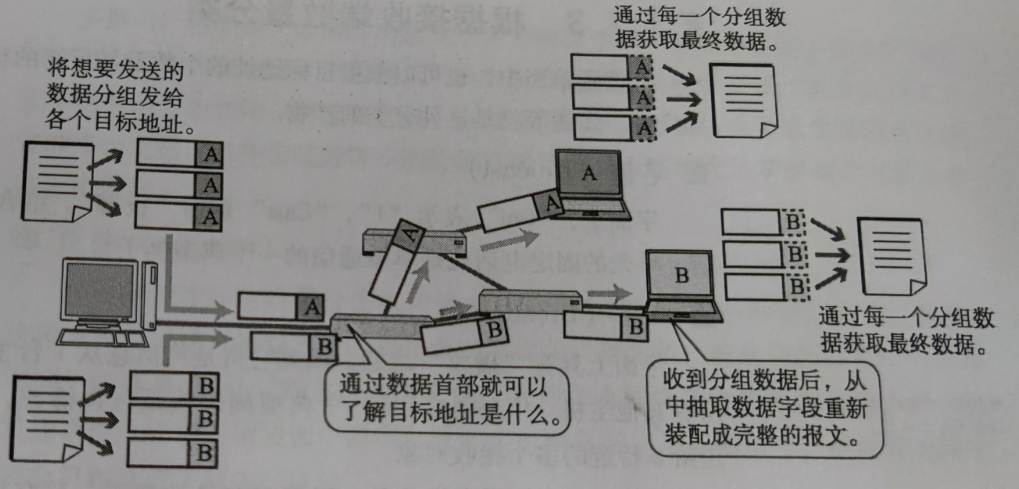 通过每一个分组数
据获取最终数据。
将想要发送的
数据分组发给
各个目标地址。
A
A
A
A
A
A
A
A
A
A
B
B
B
B
B
B
B
B
B
B
通过每一个分组数
据获取最终数据。
通过数据首部就可以
了解目标地址是什么。
收到分组数据后，从
中抽取数据字段重新
装配成完整的报文。